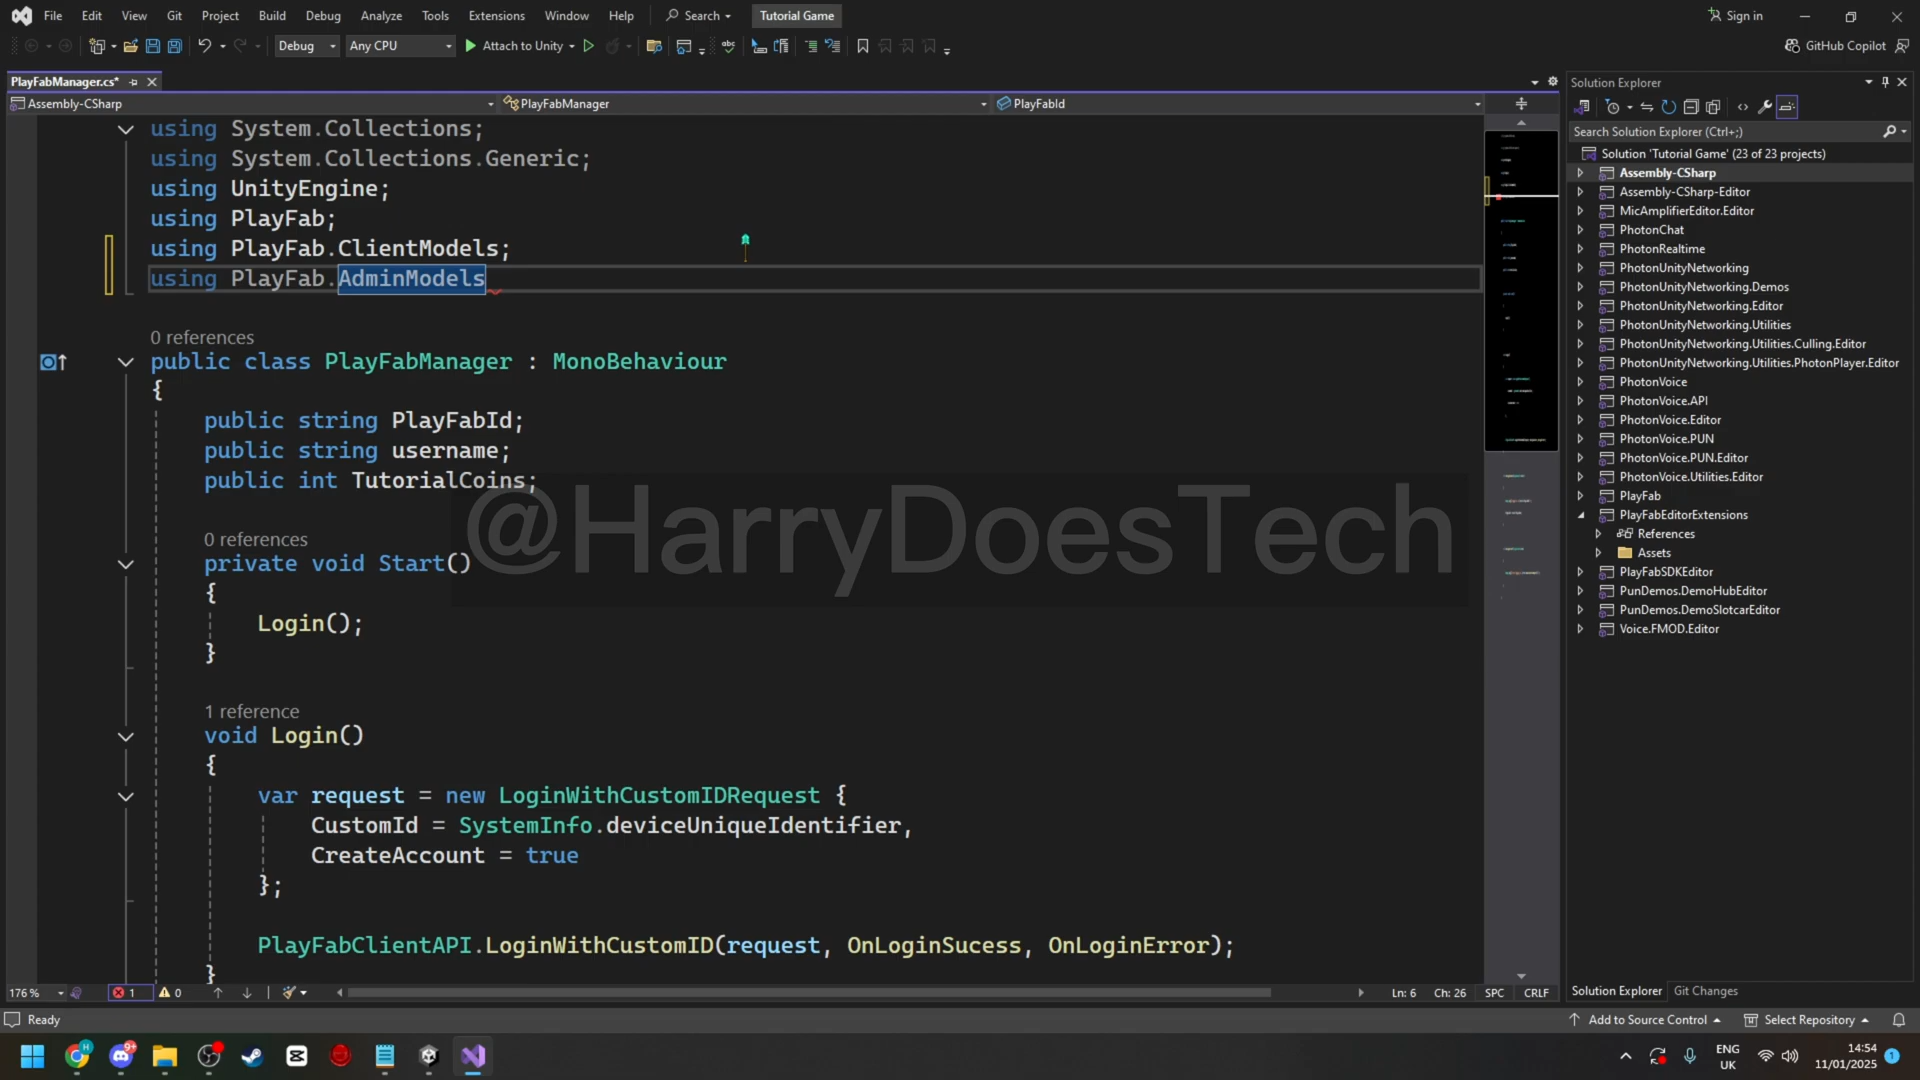 File Edit View Git Project Build Debug Analyze Tools Extensions Window Help Search Tutorial Game Sign in
Debug Any CPU Attach to Unity GitHub Copilot
PlayFabManager.cs*
Assembly-CSharp PlayFabManager PlayFabId
using System.Collections;
using System.Collections.Generic;
using UnityEngine;
using PlayFab;
using PlayFab.ClientModels;
using PlayFab.AdminModels
0 references
public class PlayFabManager : MonoBehaviour
{
public string PlayFabId;
public string username;
public int TutorialCoins;
@HarryDoesTech
0 references
private void Start()
{
Login();
}
1 reference
void Login()
{
var request = new LoginWithCustomIDRequest {
CustomId = SystemInfo.deviceUniqueIdentifier,
CreateAccount = true
};
PlayFabClientAPI.LoginWithCustomID(request, OnLoginSucess, OnLoginError);
}
176 % 1 0 Ln: 6 Ch: 26 SPC CRLF
Solution Explorer
Search Solution Explorer (Ctrl+;)
Solution 'Tutorial Game' (23 of 23 projects)
Assembly-CSharp
Assembly-CSharp-Editor
MicAmplifierEditor.Editor
PhotonChat
PhotonRealtime
PhotonUnityNetworking
PhotonUnityNetworking.Demos
PhotonUnityNetworking.Editor
PhotonUnityNetworking.Utilities
PhotonUnityNetworking.Utilities.Culling.Editor
PhotonUnityNetworking.Utilities.PhotonPlayer.Editor
PhotonVoice
PhotonVoice.API
PhotonVoice.Editor
PhotonVoice.PUN
PhotonVoice.PUN.Editor
PhotonVoice.Utilities.Editor
PlayFab
PlayFabEditorExtensions
References
Assets
PlayFabSDKEditor
PunDemos.DemoHubEditor
PunDemos.DemoSlotcarEditor
Voice.FMOD.Editor
Solution Explorer Git Changes
Ready Add to Source Control Select Repository
ENG
UK
14:54
11/01/2025